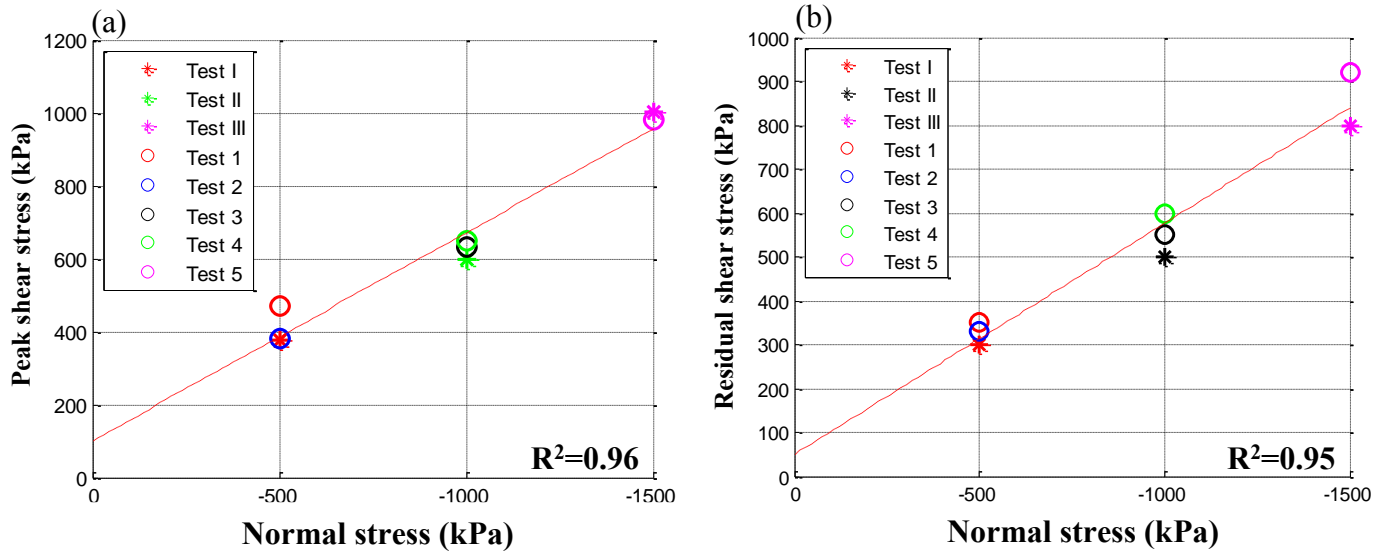 (a)
1200
1000
800
600
400
200
0
Peak shear stress (kPa)
Test I
Test II
Test III
Test 1
Test 2
Test 3
Test 4
Test 5
R²=0.96
0 -500 -1000 -1500
Normal stress (kPa)
(b)
1000
900
800
700
600
500
400
300
200
100
0
Residual shear stress (kPa)
Test I
Test II
Test III
Test 1
Test 2
Test 3
Test 4
Test 5
R²=0.95
0 -500 -1000 -1500
Normal stress (kPa)